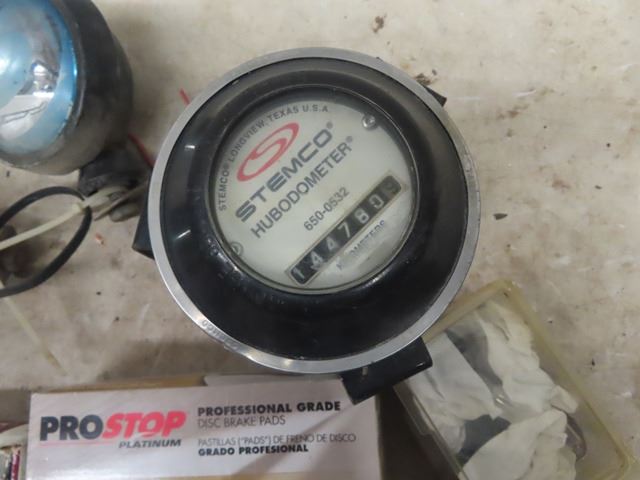 STEMCO® LONGVIEW, TEXAS U.S.A.
STEMCO®
HUBODOMETER®
650-0532
KILOMETERS
PROSTOP
PLATINUM
PROFESSIONAL GRADE
DISC BRAKE PADS
PASTILLAS ("PADS") DE FRENO DE DISCO
GRADO PROFESIONAL